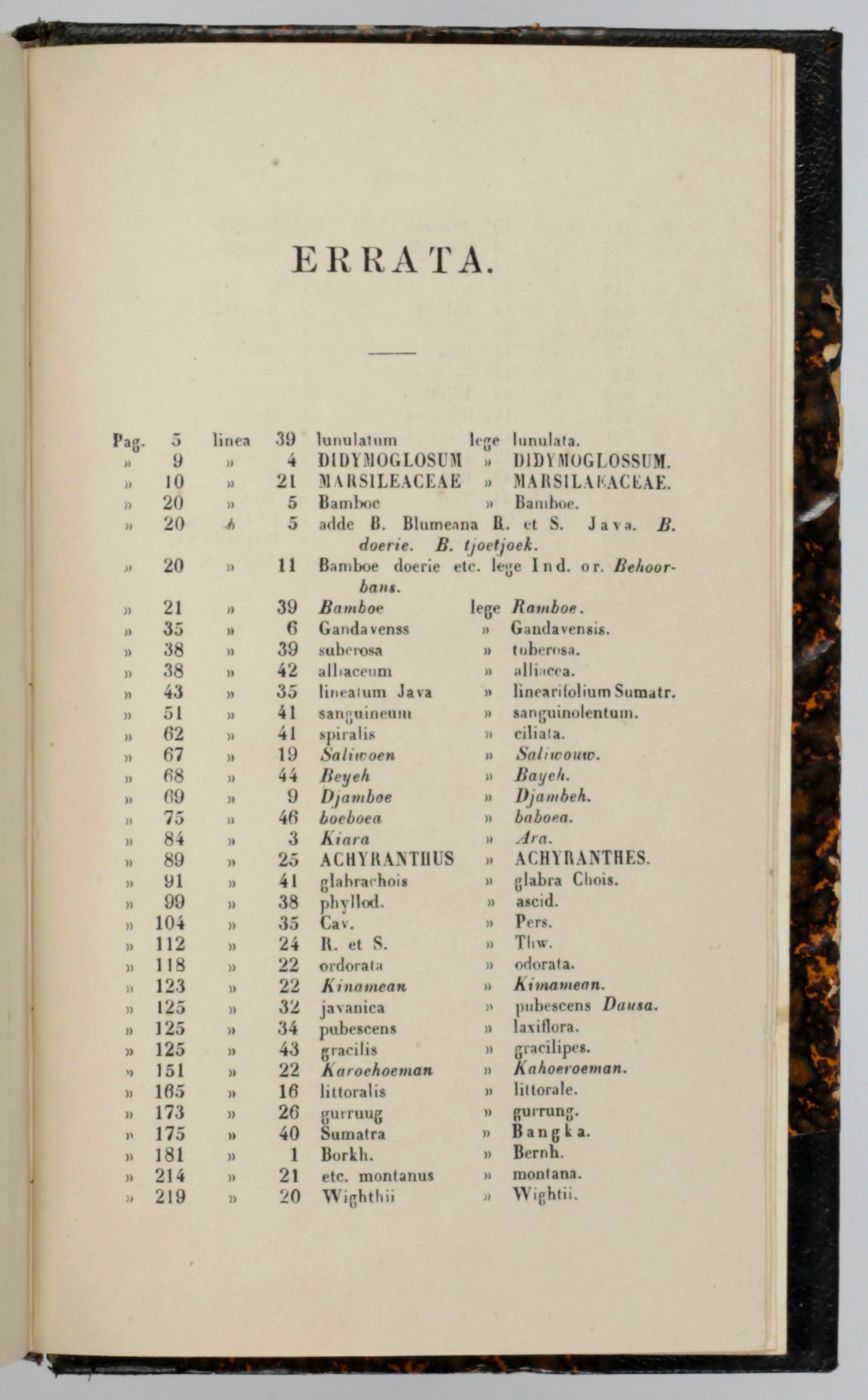 ERRATA.
Pag. 5 linea 39 lunulatum lege lunulata.
» 9 » 4 DIDYMOGLOSUM » DIDYMOGLOSSUM.
» 10 » 21 MARSILEACEAE » MARSILAEACEAE.
» 20 » 5 Bamboc » Bamboe.
» 20 » 5 adde B. Blumeana R. et S. Java. B.
doerie. B. tjoetjoek.
» 20 » 11 Bamboe doerie etc. lege Ind. or. Behoor-
bans.
» 21 » 39 Bamboe lege Ramboe.
» 35 » 6 Gandavenss » Gandavensis.
» 38 » 39 suberosa » tuberosa.
» 38 » 42 alliaceum » alliacea.
» 43 » 35 lineatum Java » linearifolium Sumatr.
» 51 » 41 sanguineum » sanguinolentum.
» 62 » 41 spiralis » ciliata.
» 67 » 19 Saliwoen » Saliwouw.
» 68 » 44 Beyeh » Bayeh.
» 69 » 9 Djamboe » Djambeh.
» 75 » 46 boeboea » baboea.
» 84 » 3 Kiara » Ara.
» 89 » 25 ACHYRANTHUS » ACHYRANTHES.
» 91 » 41 glabrachois » glabra Chois.
» 99 » 38 phyllod. » ascid.
» 104 » 35 Cav. » Pers.
» 112 » 24 R. et S. » Thw.
» 118 » 22 ordorata » odorata.
» 123 » 22 Kinamean » Kimamean.
» 125 » 32 javanica » pubescens Dausa.
» 125 » 34 pubescens » laxiflora.
» 125 » 43 gracilis » gracilipes.
» 151 » 22 Karoehoeman » Kahoeroeman.
» 165 » 16 littoralis » littorale.
» 173 » 26 gurruug » gurrung.
» 175 » 40 Sumatra » Bangka.
» 181 » 1 Borkh. » Bernh.
» 214 » 21 etc. montanus » montana.
» 219 » 20 Wighthii » Wightii.